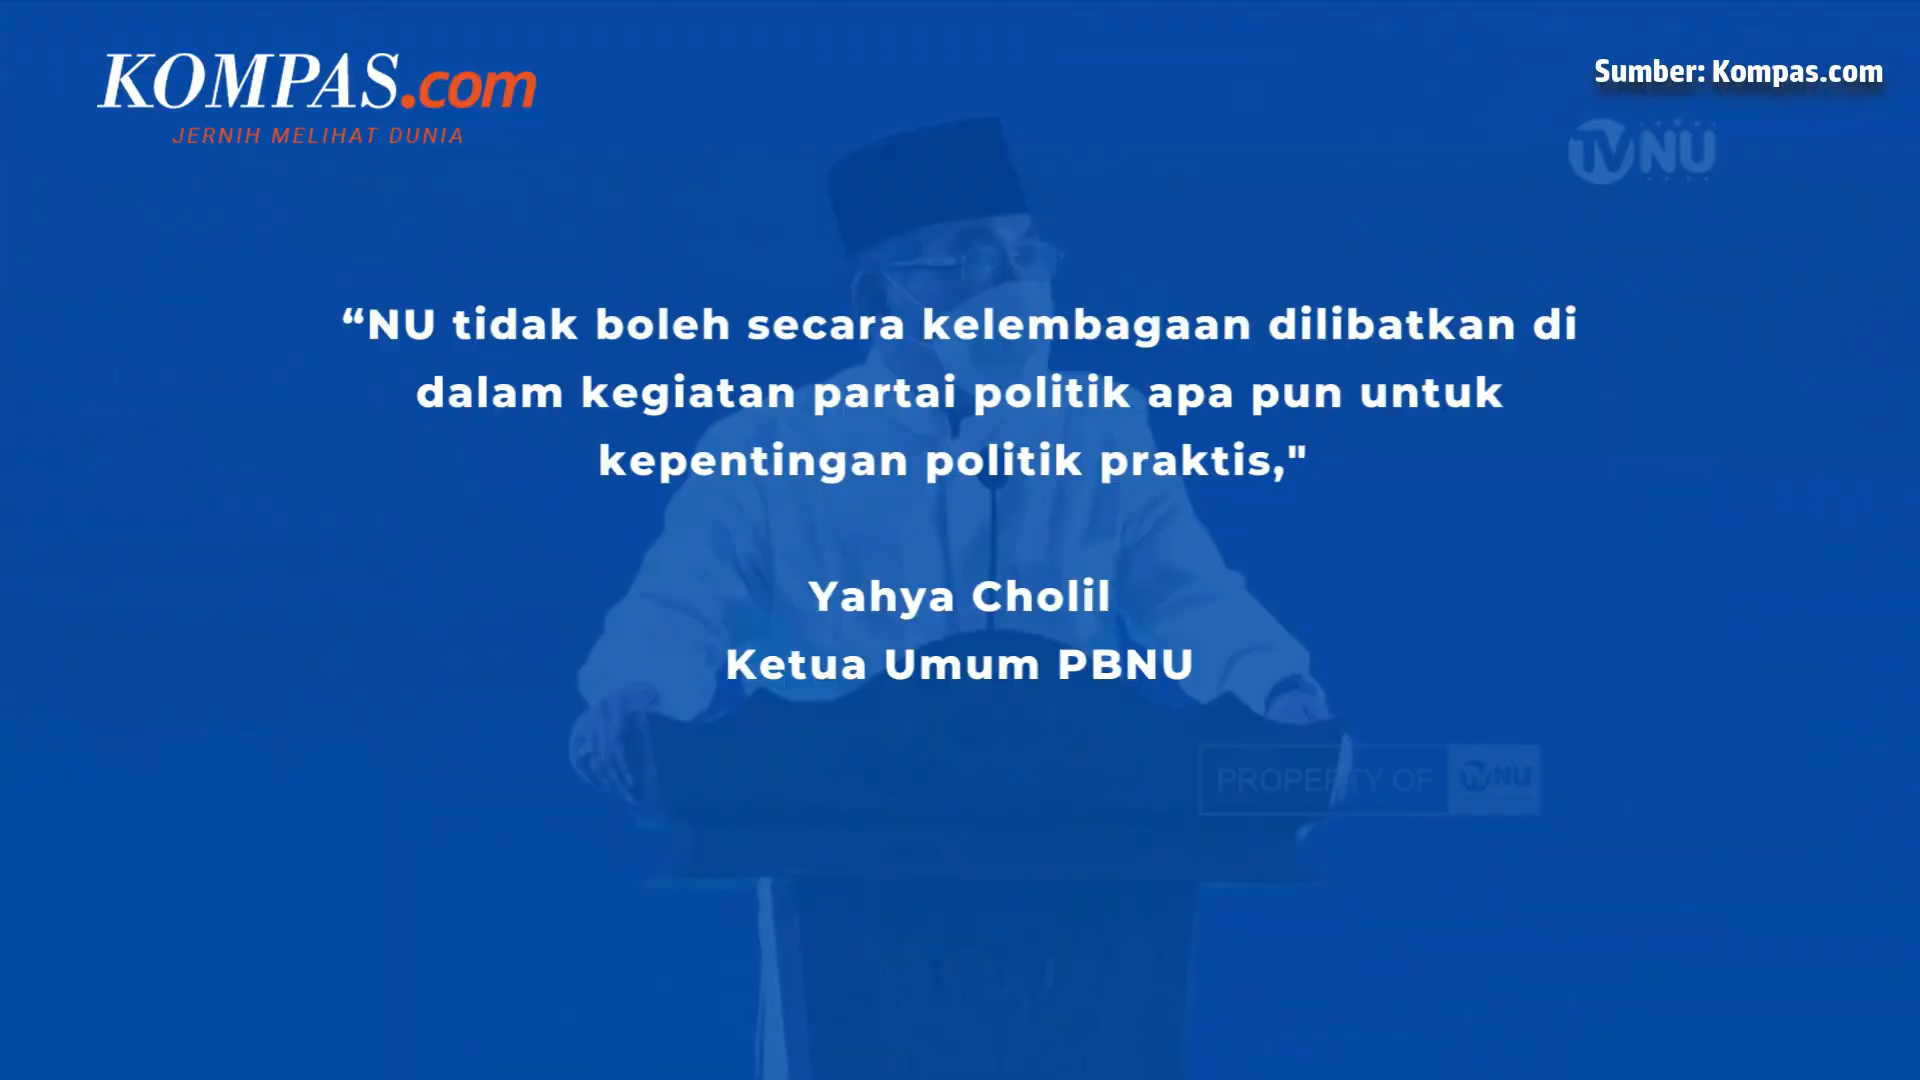 KOMPAS.com
JERNIH MELIHAT DUNIA
Sumber: Kompas.com
TVNU
“NU tidak boleh secara kelembagaan dilibatkan di
dalam kegiatan partai politik apa pun untuk
kepentingan politik praktis,"
Yahya Cholil
Ketua Umum PBNU
PROPERTY OF TVNU